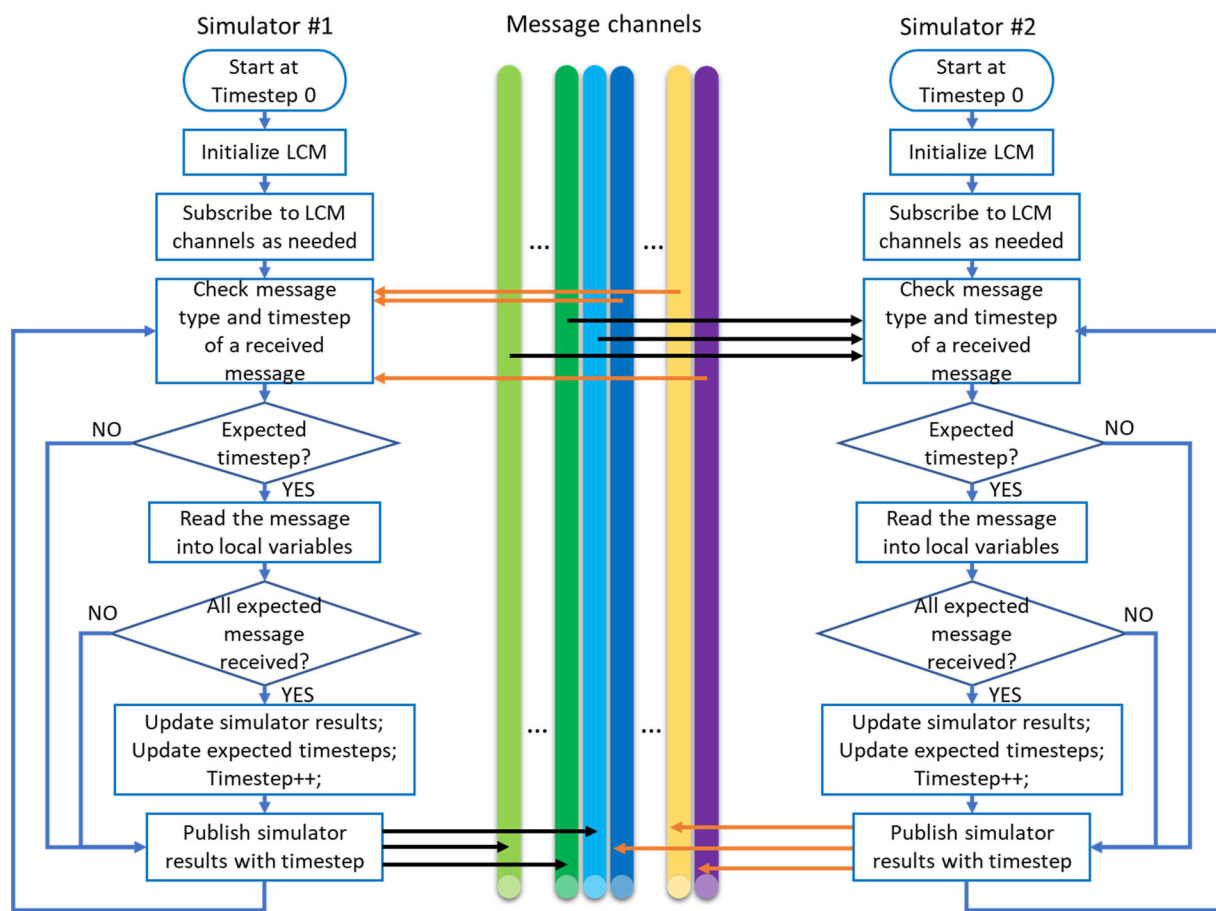 Simulator #1
Start at
Timestep 0
Initialize LCM
Subscribe to LCM
channels as needed
Check message
type and timestep
of a received
message
NO
Expected
timestep?
YES
Read the message
into local variables
NO
All expected
message
received?
YES
Update simulator results;
Update expected timesteps;
Timestep++;
Publish simulator
results with timestep
Message channels
...
...
...
...
Simulator #2
Start at
Timestep 0
Initialize LCM
Subscribe to LCM
channels as needed
Check message
type and timestep
of a received
message
Expected
timestep?
NO
YES
Read the message
into local variables
All expected
message
received?
NO
YES
Update simulator results;
Update expected timesteps;
Timestep++;
Publish simulator
results with timestep